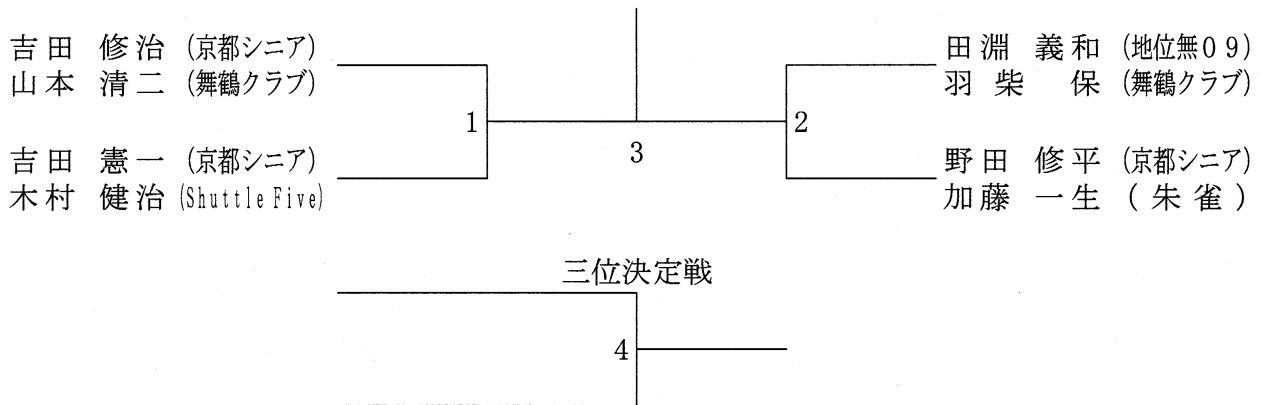 吉田 修治 (京都シニア)
山本 清二 (舞鶴クラブ)
1
吉田 憲一 (京都シニア)
木村 健治 (Shuttle Five)
3
田淵 義和 (地位無09)
羽柴 保 (舞鶴クラブ)
2
野田 修平 (京都シニア)
加藤 一生 (朱雀)
三位決定戦
4